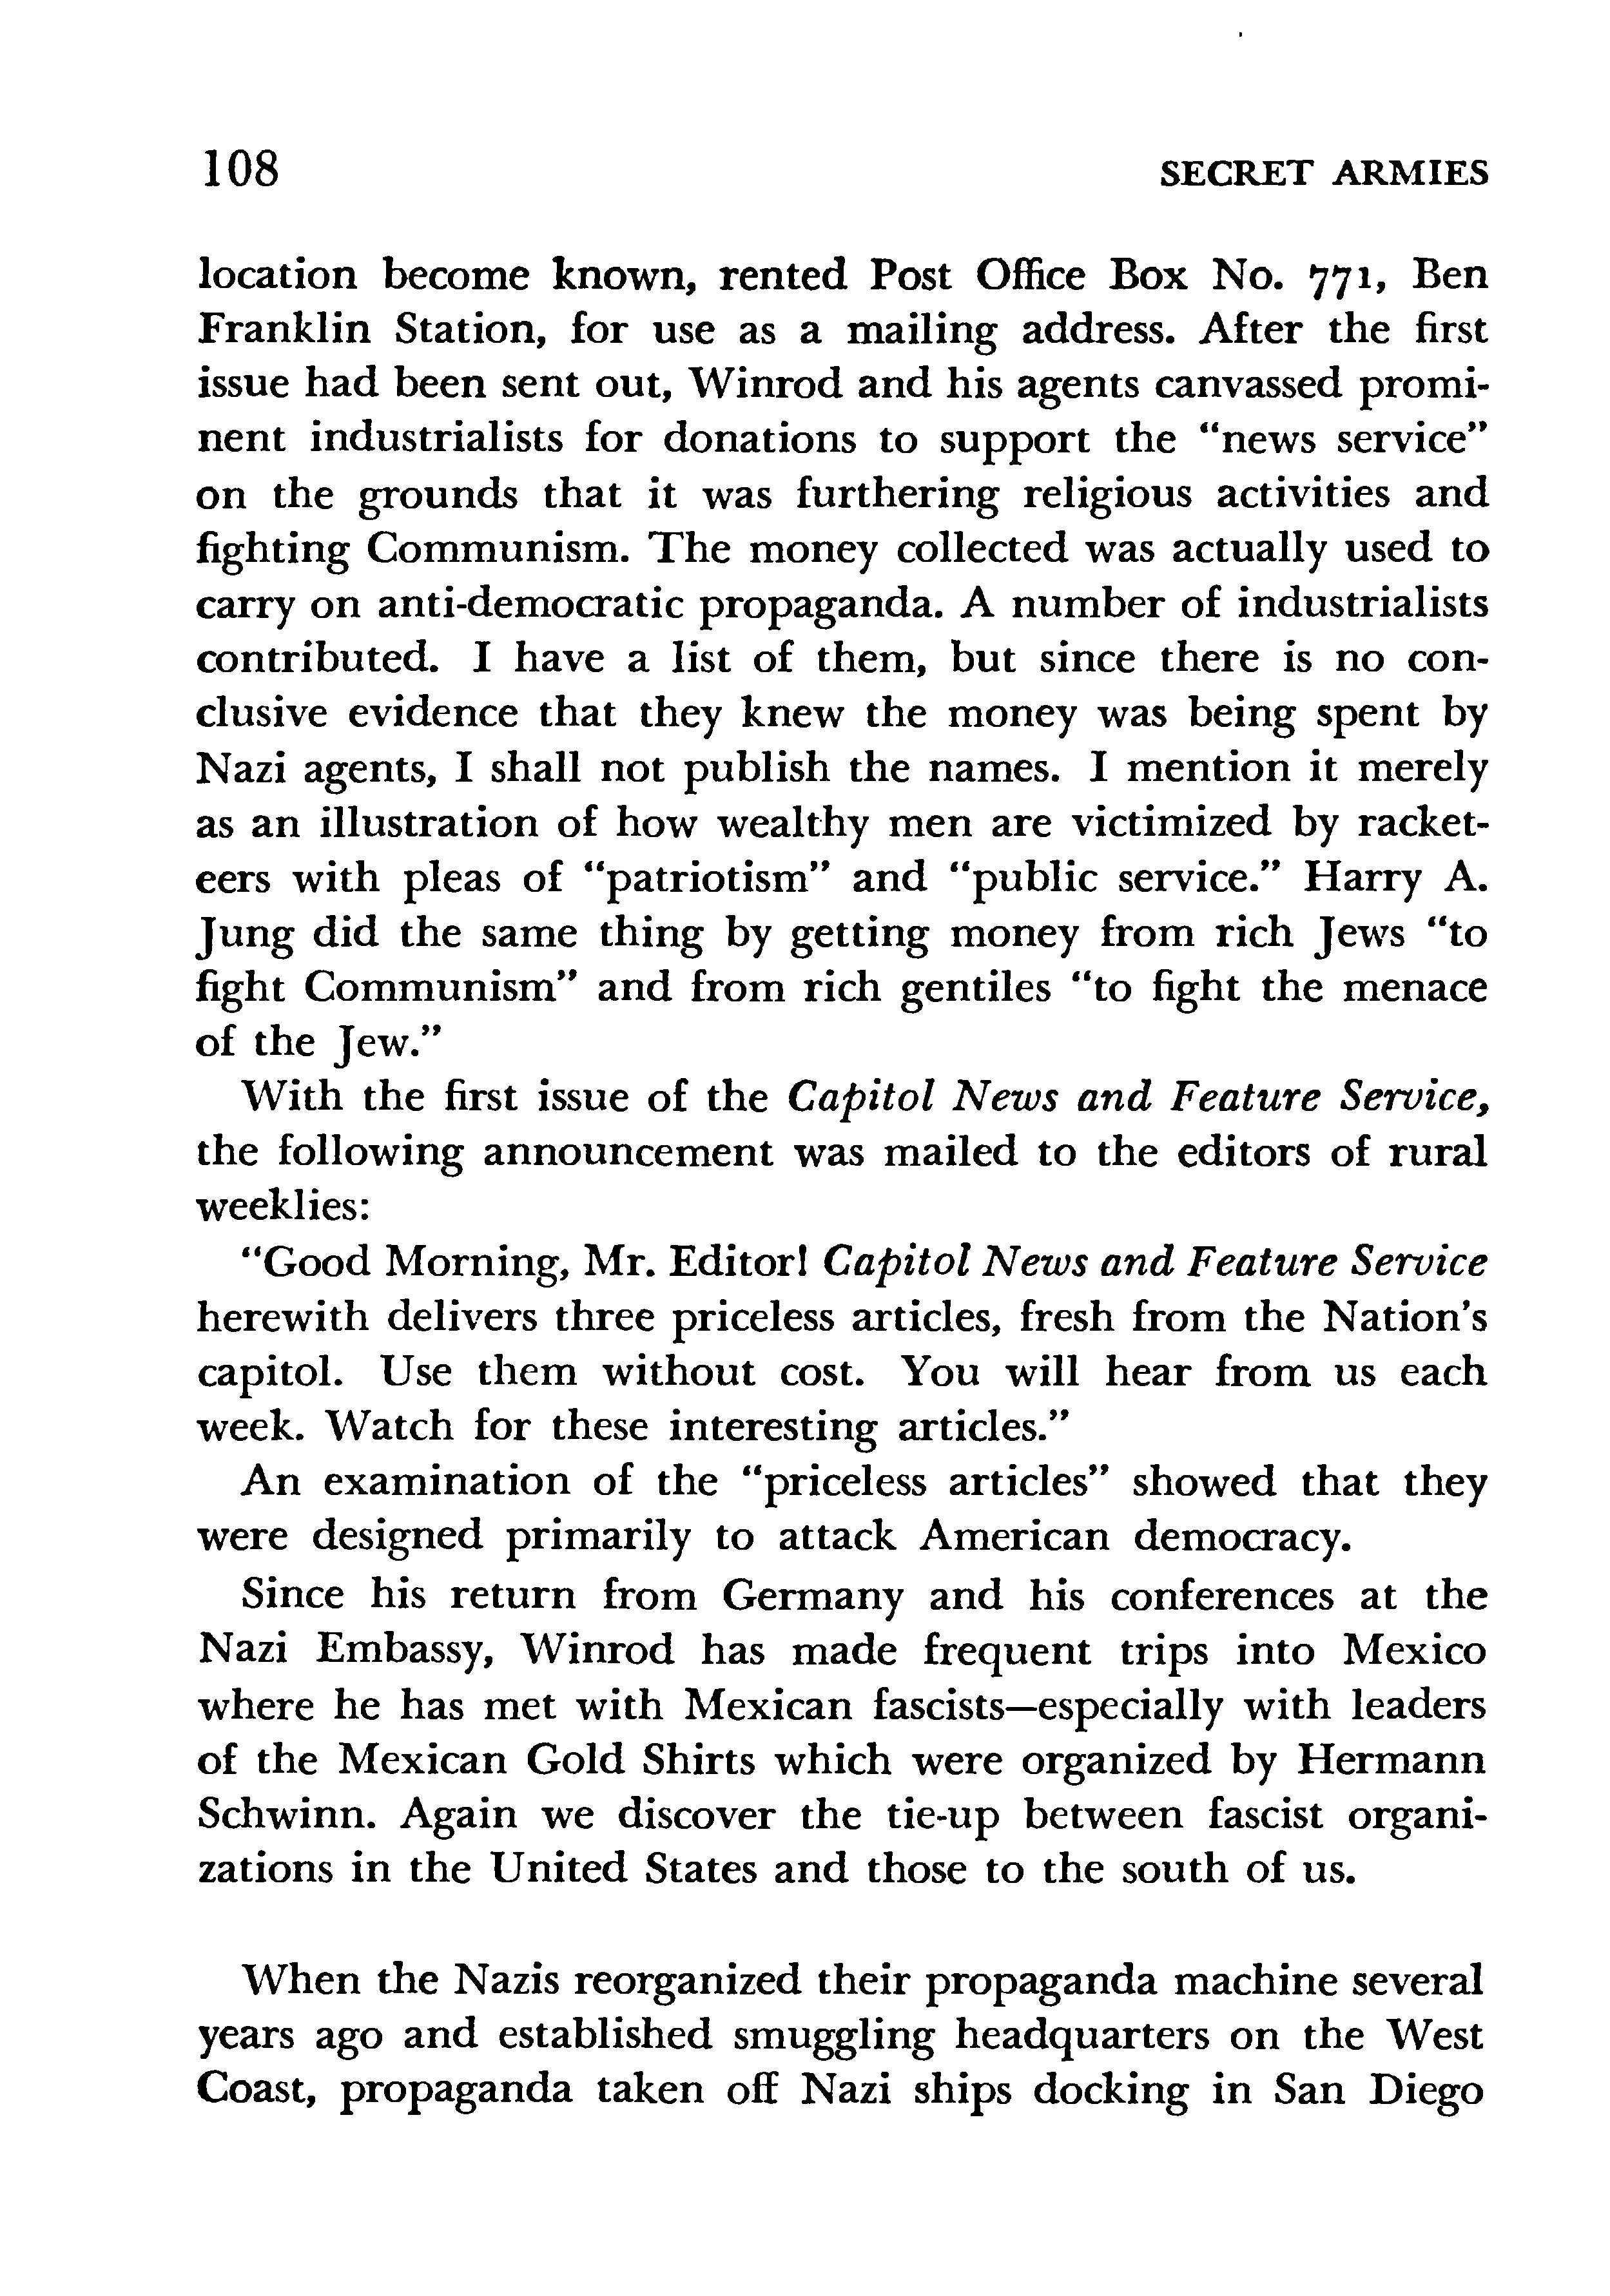 108 SECRET ARMIES
location become known, rented Post Office Box No. 771, Ben
Franklin Station, for use as a mailing address. After the first
issue had been sent out, Winrod and his agents canvassed promi-
nent industrialists for donations to support the “news service”
on the grounds that it was furthering religious activities and
fighting Communism. The money collected was actually used to
carry on anti-democratic propaganda. A number of industrialists
contributed. I have a list of them, but since there is no con-
clusive evidence that they knew the money was being spent by
Nazi agents, I shall not publish the names. I mention it merely
as an illustration of how wealthy men are victimized by racket-
eers with pleas of “patriotism” and “public service.” Harry A.
Jung did the same thing by getting money from rich Jews “to
fight Communism” and from rich gentiles “to fight the menace
of the Jew.”
With the first issue of the Capitol News and Feature Service,
the following announcement was mailed to the editors of rural
weeklies:
“Good Morning, Mr. Editor! Capitol News and Feature Service
herewith delivers three priceless articles, fresh from the Nation’s
capitol. Use them without cost. You will hear from us each
week. Watch for these interesting articles.”
An examination of the “priceless articles” showed that they
were designed primarily to attack American democracy.
Since his return from Germany and his conferences at the
Nazi Embassy, Winrod has made frequent trips into Mexico
where he has met with Mexican fascists—especially with leaders
of the Mexican Gold Shirts which were organized by Hermann
Schwinn. Again we discover the tie-up between fascist organi-
zations in the United States and those to the south of us.
When the Nazis reorganized their propaganda machine several
years ago and established smuggling headquarters on the West
Coast, propaganda taken off Nazi ships docking in San Diego